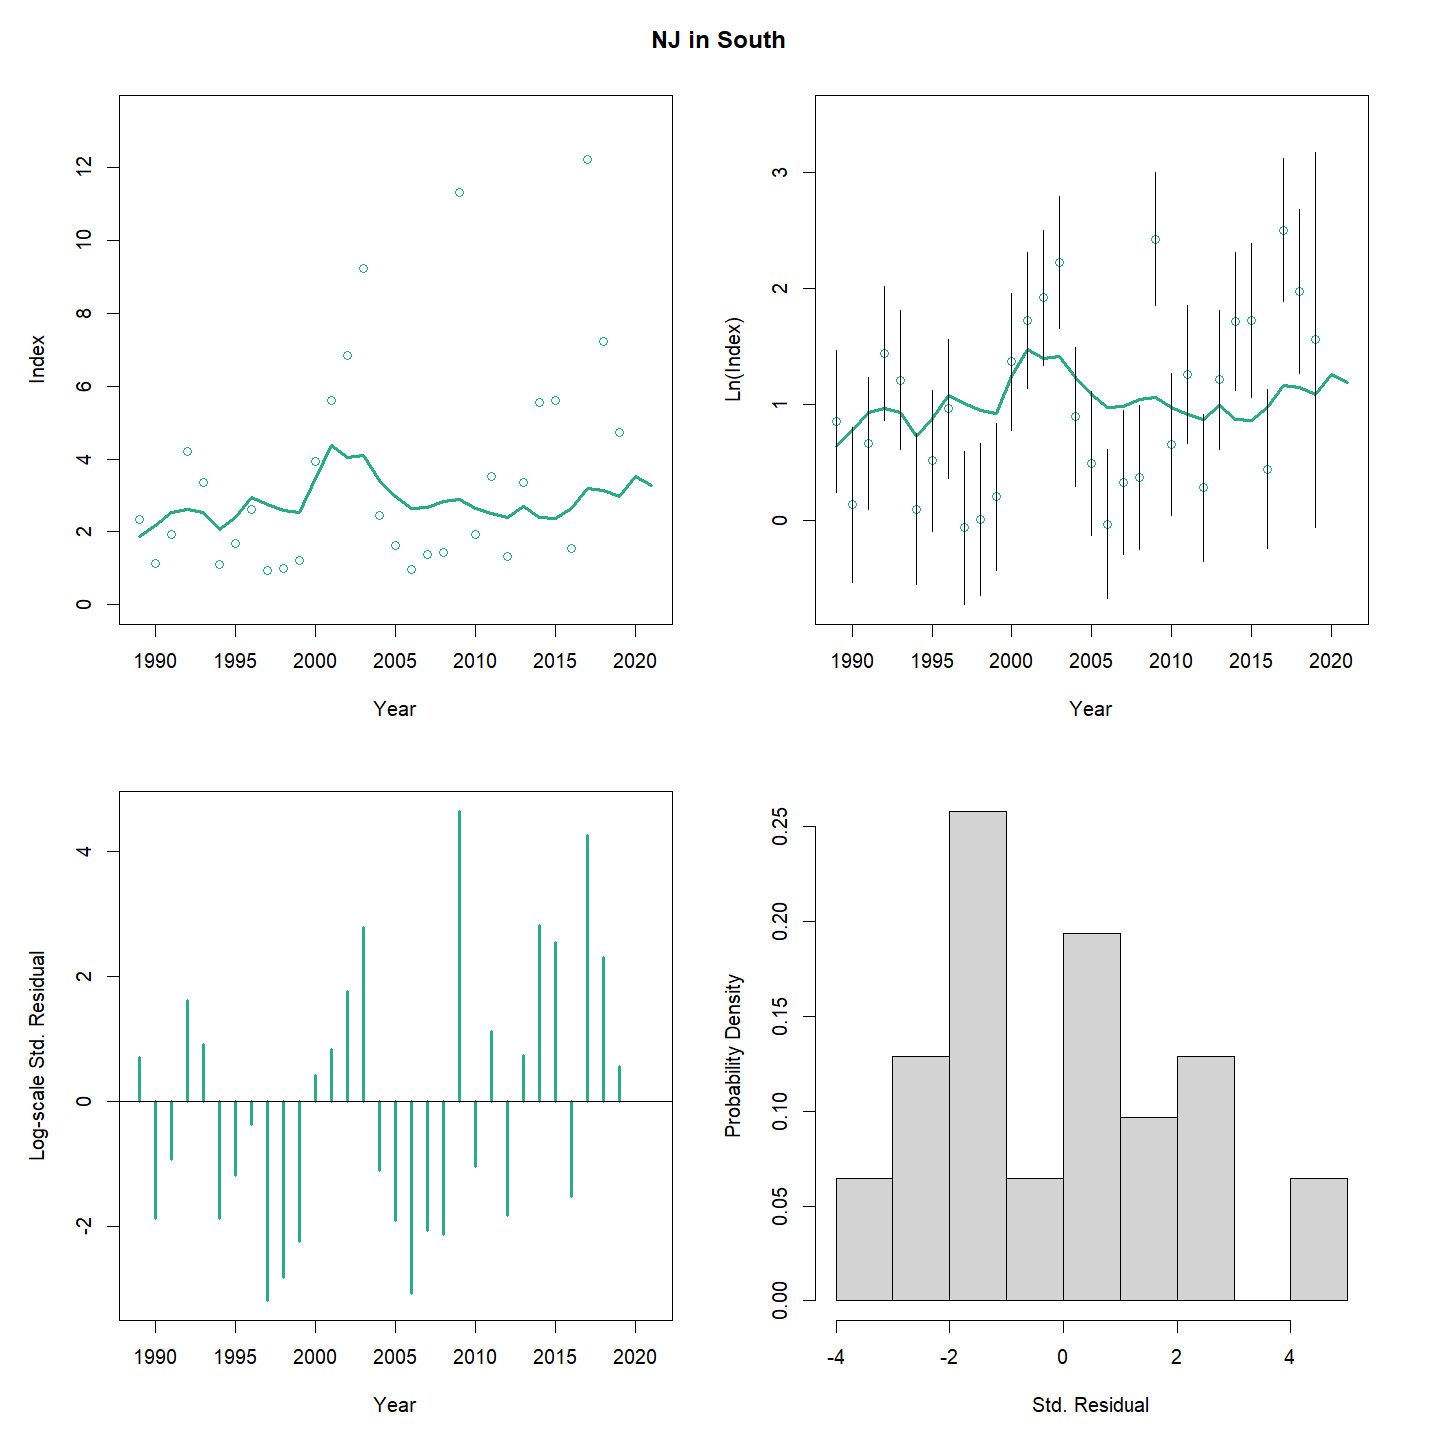 NJ in South
Index
0 2 4 6 8 10 12
1990 1995 2000 2005 2010 2015 2020
Year
Ln(Index)
0 1 2 3
1990 1995 2000 2005 2010 2015 2020
Year
Log-scale Std. Residual
-2 0 2 4
1990 1995 2000 2005 2010 2015 2020
Year
Probability Density
0.00 0.05 0.10 0.15 0.20 0.25
-4 -2 0 2 4
Std. Residual